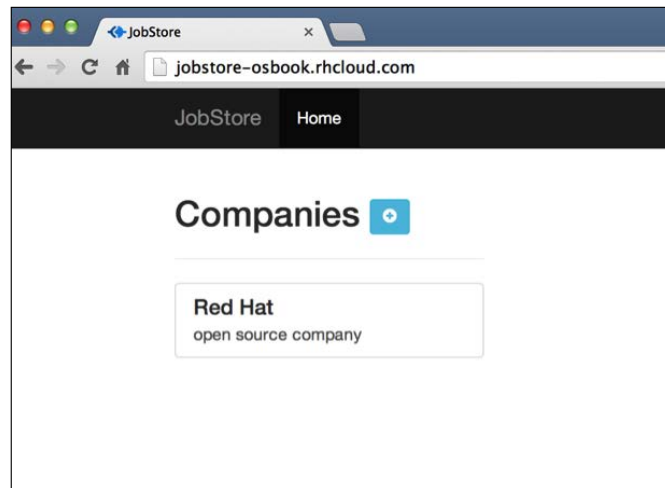 JobStore
jobstore-osbook.rhcloud.com
JobStore Home
Companies
Red Hat
open source company